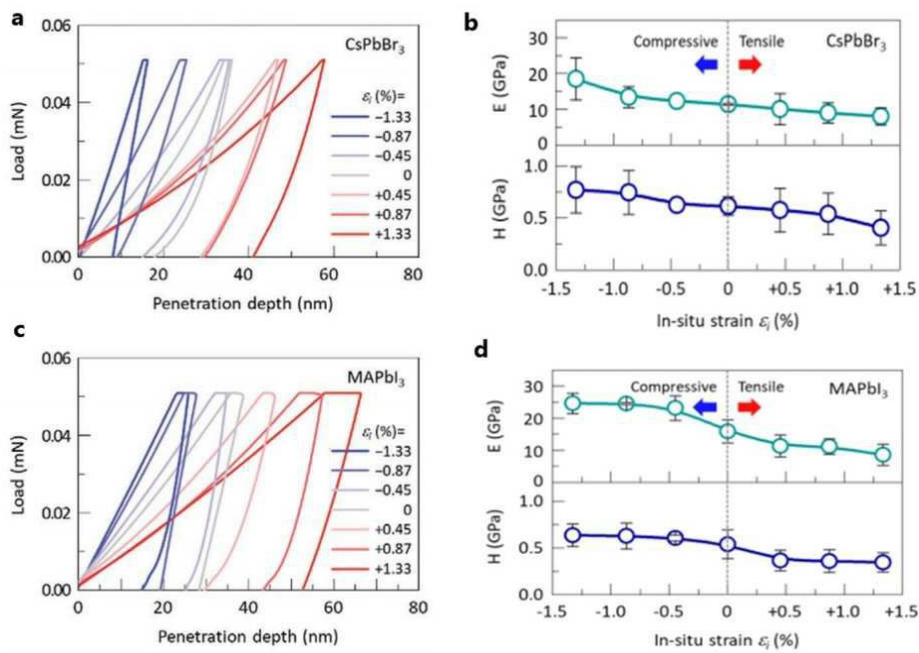 a
0.06
0.04
0.02
0.00
Load (mN)
CsPbBr3
εi (%)=
−1.33
−0.87
−0.45
0
+0.45
+0.87
+1.33
0 20 40 60 80
Penetration depth (nm)
b
30
20
10
0
E (GPa)
Compressive Tensile CsPbBr3
1.0
0.5
0.0
H (GPa)
-1.5 -1.0 -0.5 0 +0.5 +1.0 +1.5
In-situ strain εi (%)
c
0.06
0.04
0.02
0.00
Load (mN)
MAPbI3
εi (%)=
−1.33
−0.87
−0.45
0
+0.45
+0.87
+1.33
0 20 40 60 80
Penetration depth (nm)
d
30
20
10
0
E (GPa)
Compressive Tensile MAPbI3
1.0
0.5
0
H (GPa)
-1.5 -1.0 -0.5 0 +0.5 +1.0 +1.5
In-situ strain εi (%)